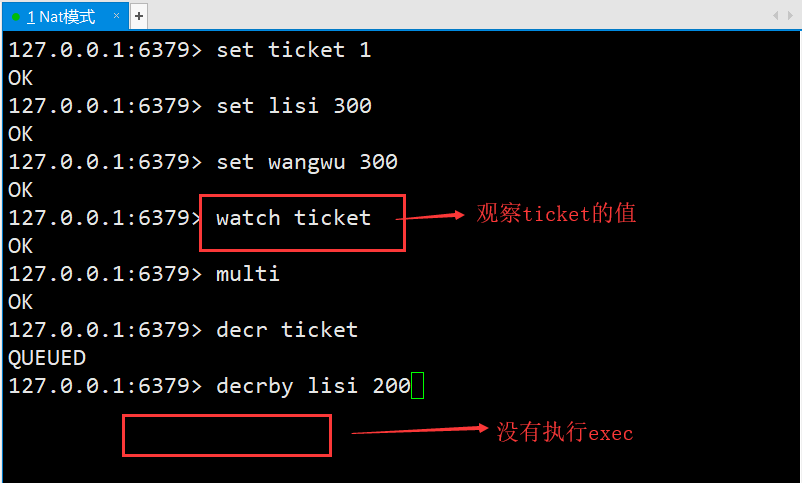 1 Nat模式 × +
127.0.0.1:6379> set ticket 1
OK
127.0.0.1:6379> set lisi 300
OK
127.0.0.1:6379> set wangwu 300
OK
127.0.0.1:6379> watch ticket
观察ticket的值
OK
127.0.0.1:6379> multi
OK
127.0.0.1:6379> decr ticket
QUEUED
127.0.0.1:6379> decrby lisi 200
没有执行exec